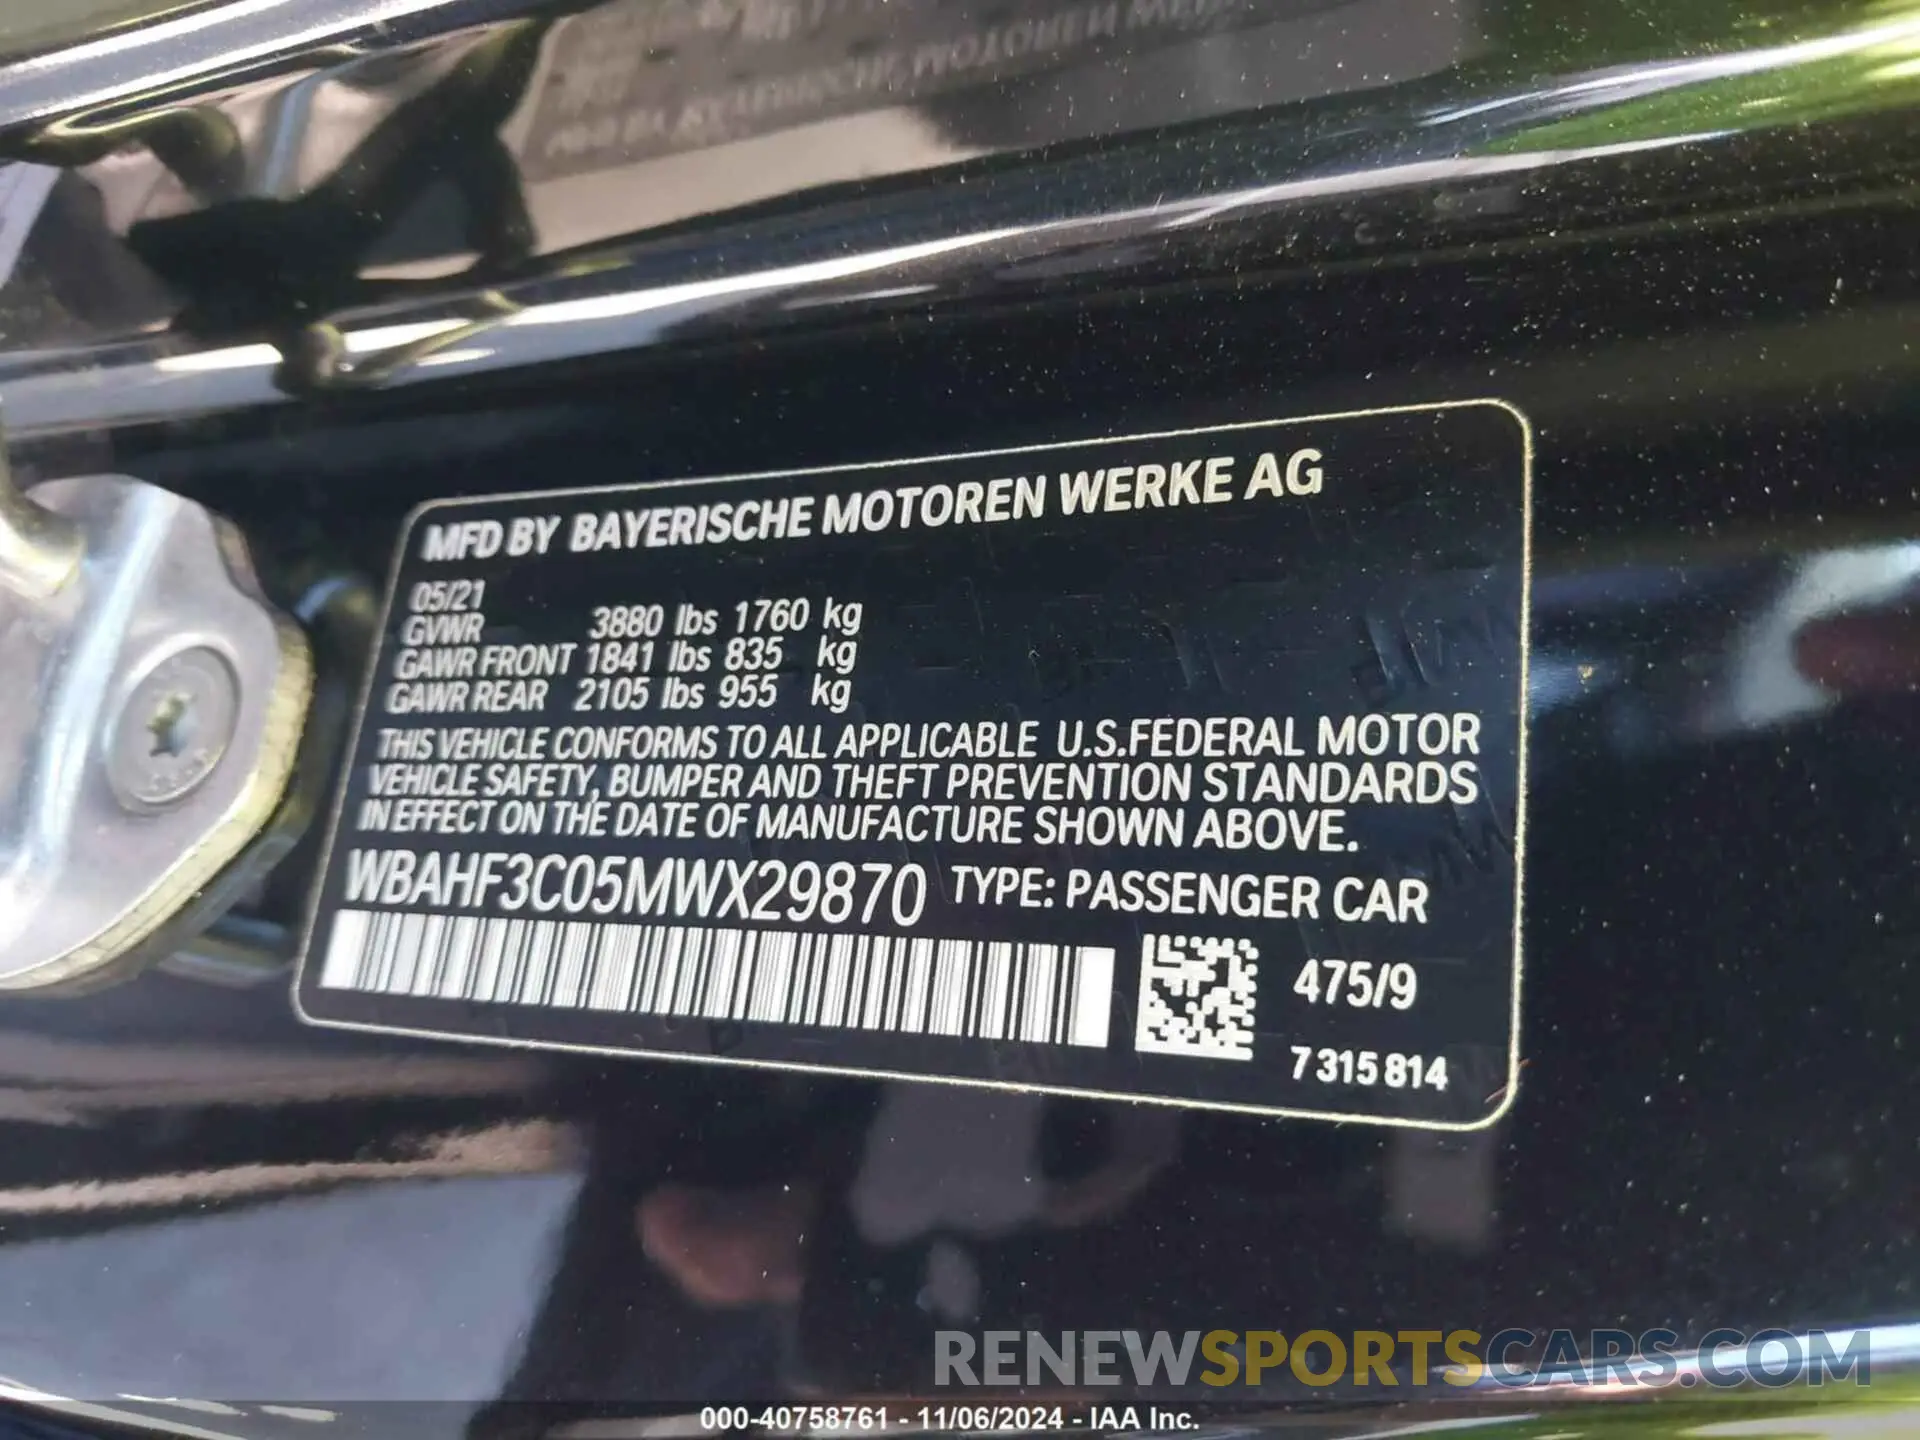 MFD BY BAYERISCHE MOTOREN WERKE AG
05/21
GVWR 3880 lbs 1760 kg
GAWR FRONT 1841 lbs 835 kg
GAWR REAR 2105 lbs 955 kg
THIS VEHICLE CONFORMS TO ALL APPLICABLE U.S.FEDERAL MOTOR
VEHICLE SAFETY, BUMPER AND THEFT PREVENTION STANDARDS
IN EFFECT ON THE DATE OF MANUFACTURE SHOWN ABOVE.
WBAHF3C05MWX29870 TYPE: PASSENGER CAR
475/9
7 315 814
RENEWSPORTSCARS.COM
000-40758761 - 11/06/2024 - IAA Inc.